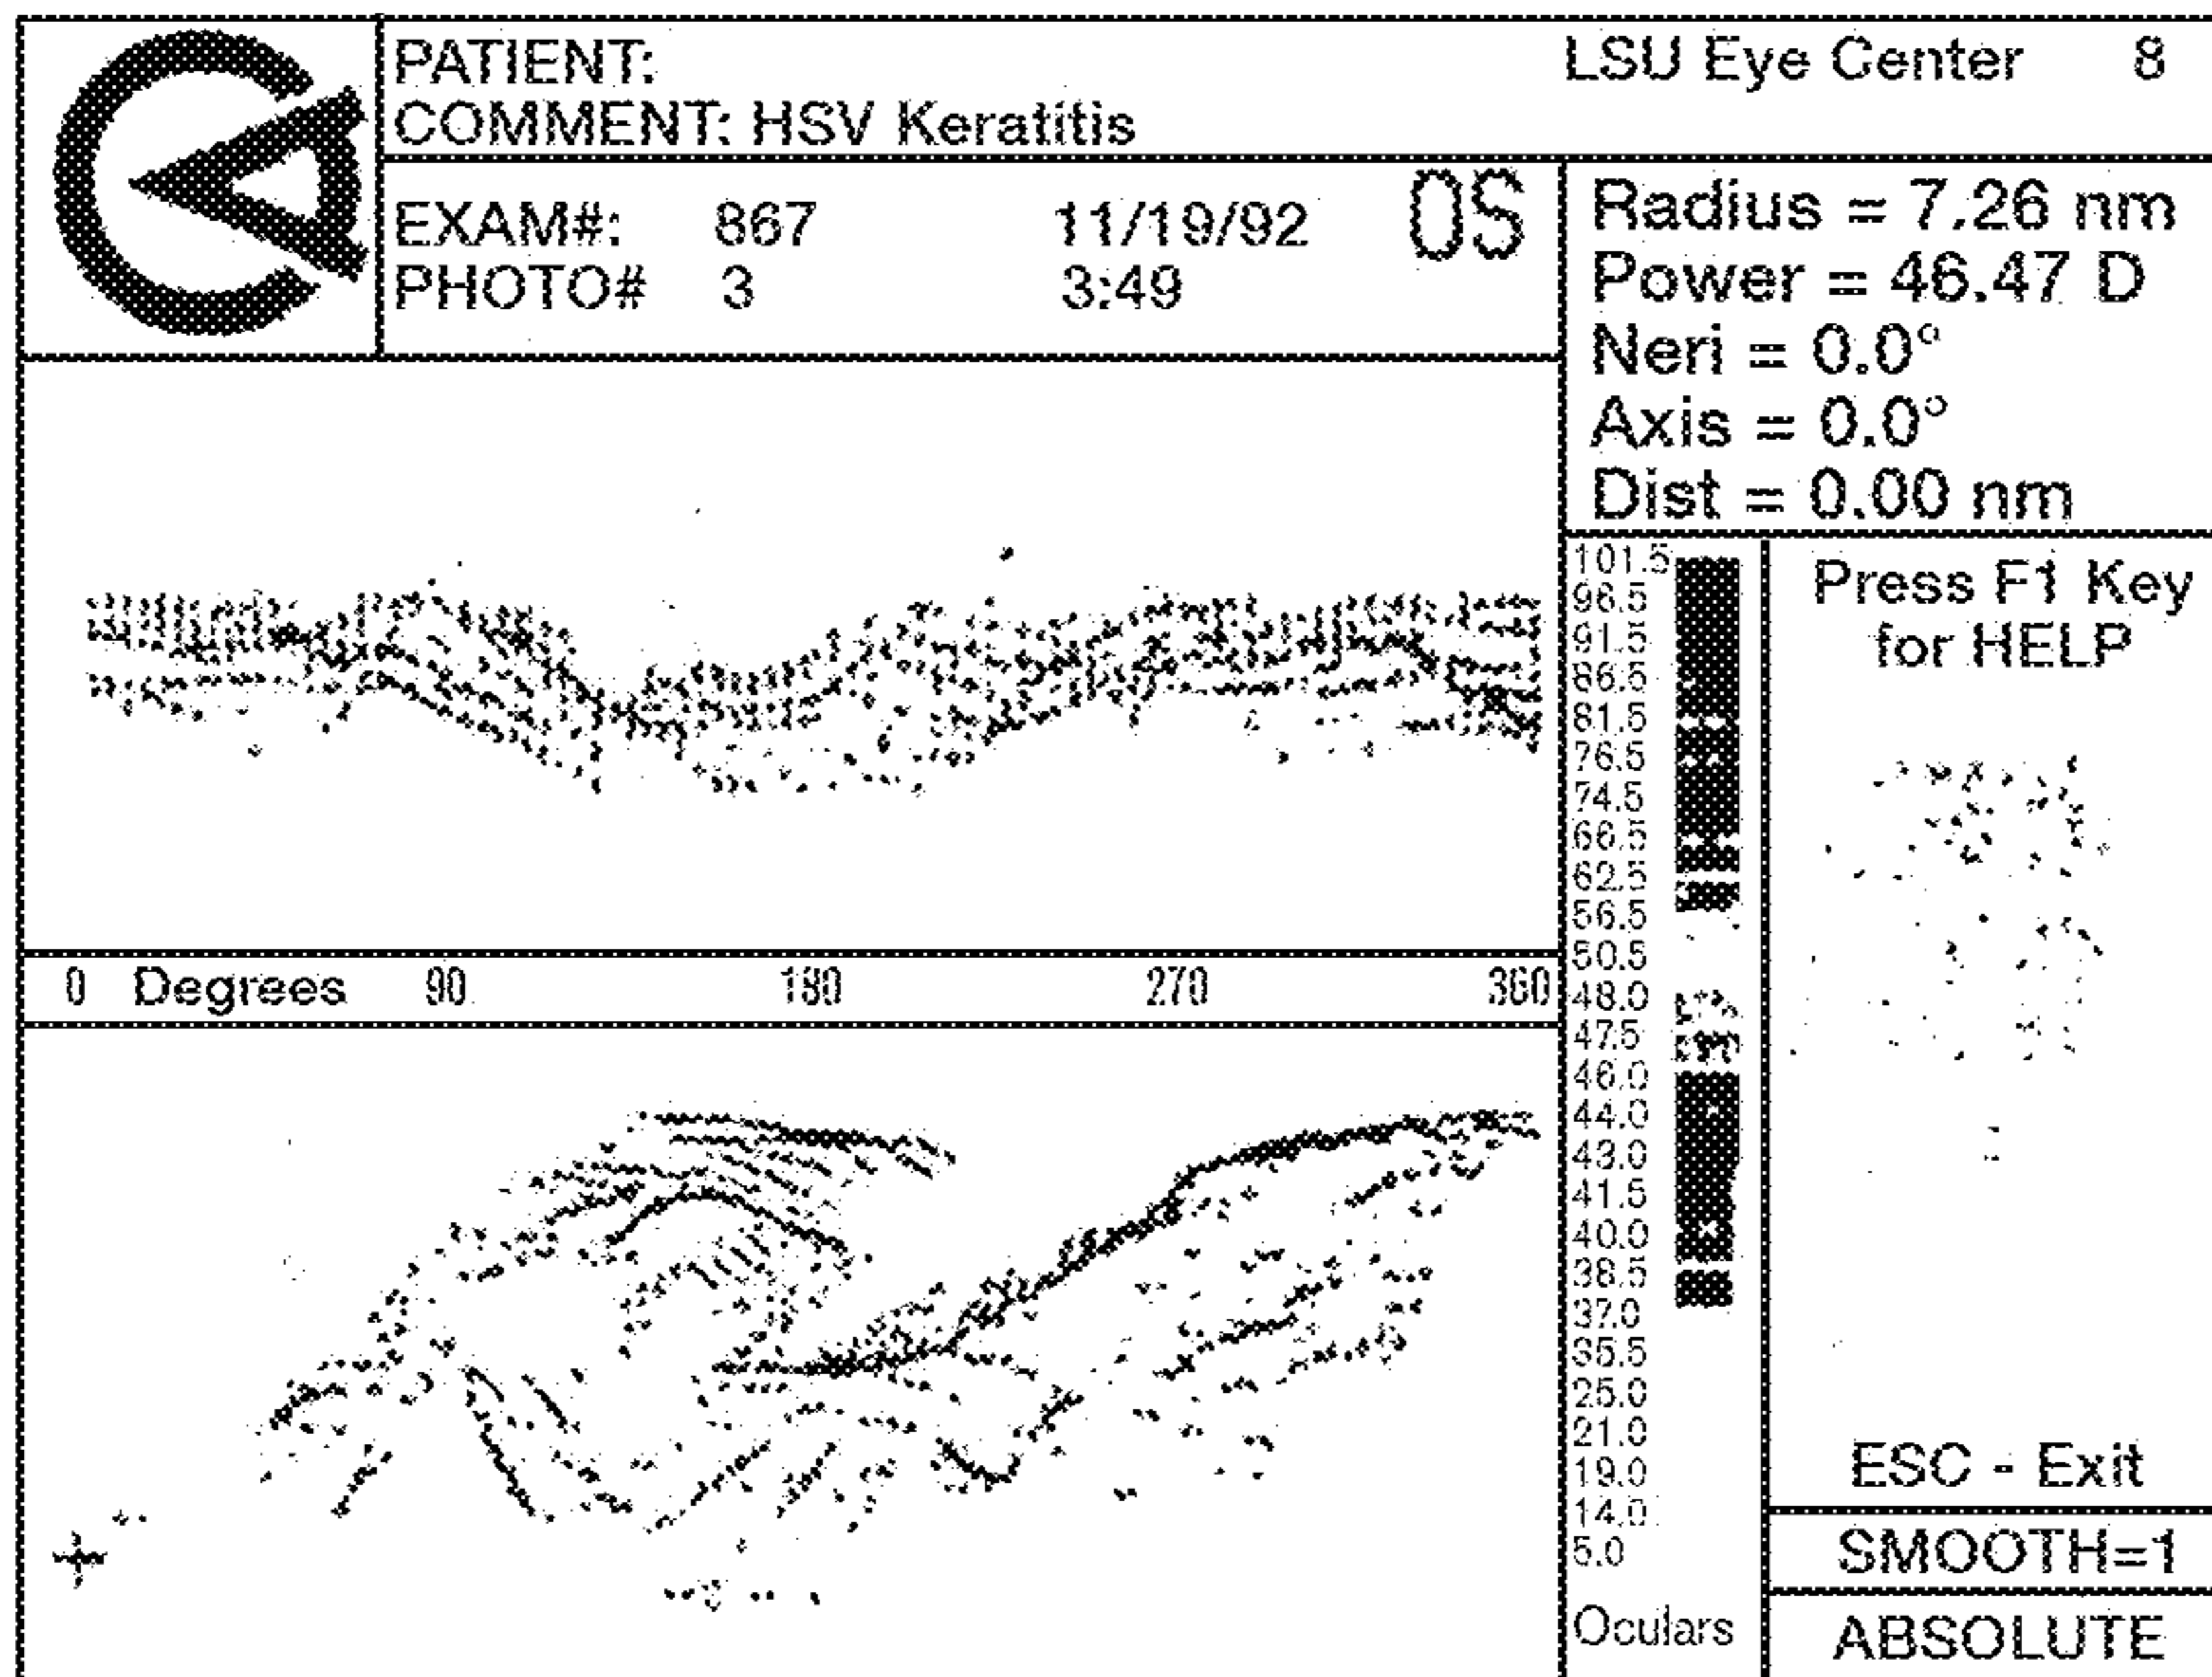 PATIENT:
LSU Eye Center 8
COMMENT: HSV Keratitis
EXAM#: 867 11/19/92 OS
PHOTO# 3 3:49
Radius = 7.26 nm
Power = 46.47 D
Neri = 0.0°
Axis = 0.0°
Dist = 0.00 nm
101.5
96.5
91.5
86.5
81.5
76.5
74.5
66.5
62.5
56.5
50.5
48.0
47.5
46.0
44.0
43.0
41.5
40.0
38.5
37.0
35.5
25.0
21.0
19.0
14.0
5.0
Oculars
Press F1 Key
for HELP
0 Degrees 90 180 270 360
ESC - Exit
SMOOTH=1
ABSOLUTE